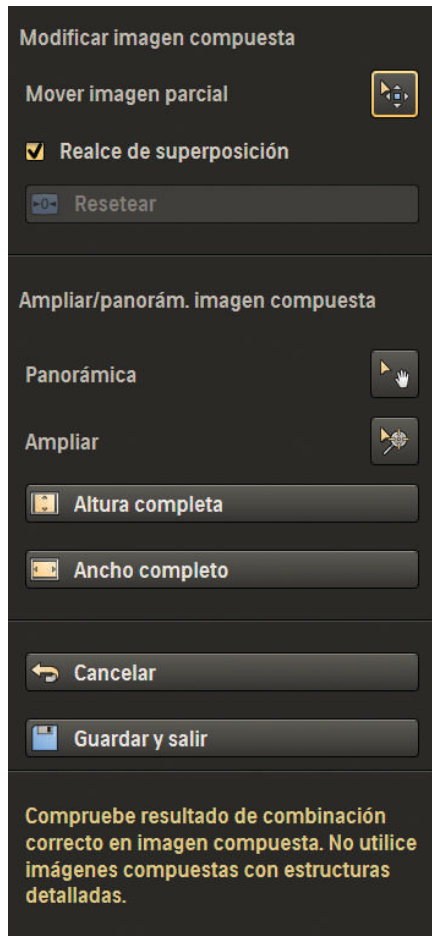 Modificar imagen compuesta
Mover imagen parcial
Realce de superposición
Resetear
Ampliar/panorám. imagen compuesta
Panorámica
Ampliar
Altura completa
Ancho completo
Cancelar
Guardar y salir
Compruebe resultado de combinación
correcto en imagen compuesta. No utilice
imágenes compuestas con estructuras
detalladas.